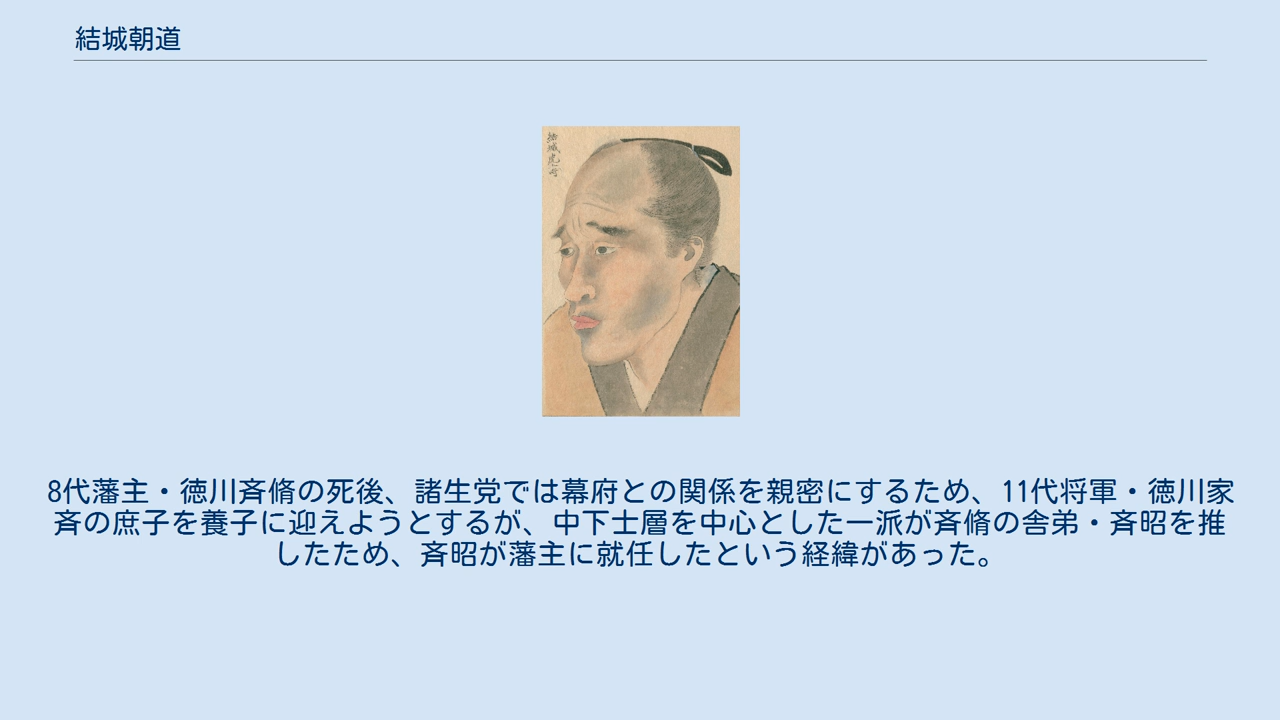 結城朝道
結城虎寿
8代藩主・徳川斉脩の死後、諸生党では幕府との関係を親密にするため、11代将軍・徳川家
斉の庶子を養子に迎えようとするが、中下士層を中心とした一派が斉脩の舎弟・斉昭を推
したため、斉昭が藩主に就任したという経緯があった。